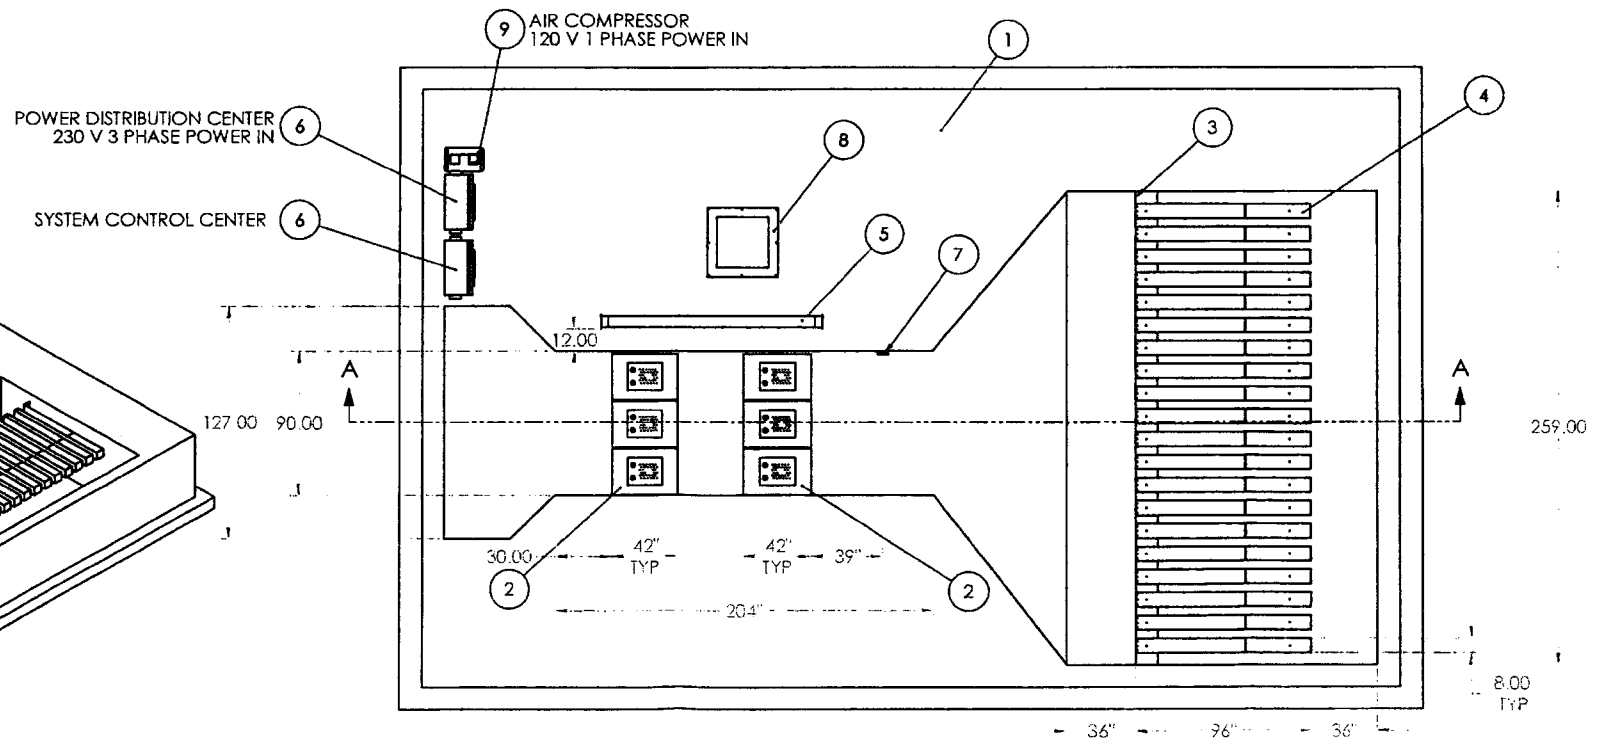 9 AIR COMPRESSOR
120 V 1 PHASE POWER IN
1
4
POWER DISTRIBUTION CENTER 6
230 V 3 PHASE POWER IN
3
8
SYSTEM CONTROL CENTER 6
5
7
12.00
A
A
127.00 90.00
259.00
30.00
42"
TYP
42"
TYP
39"
2
2
204"
8.00
TYP
36" 96" 36"